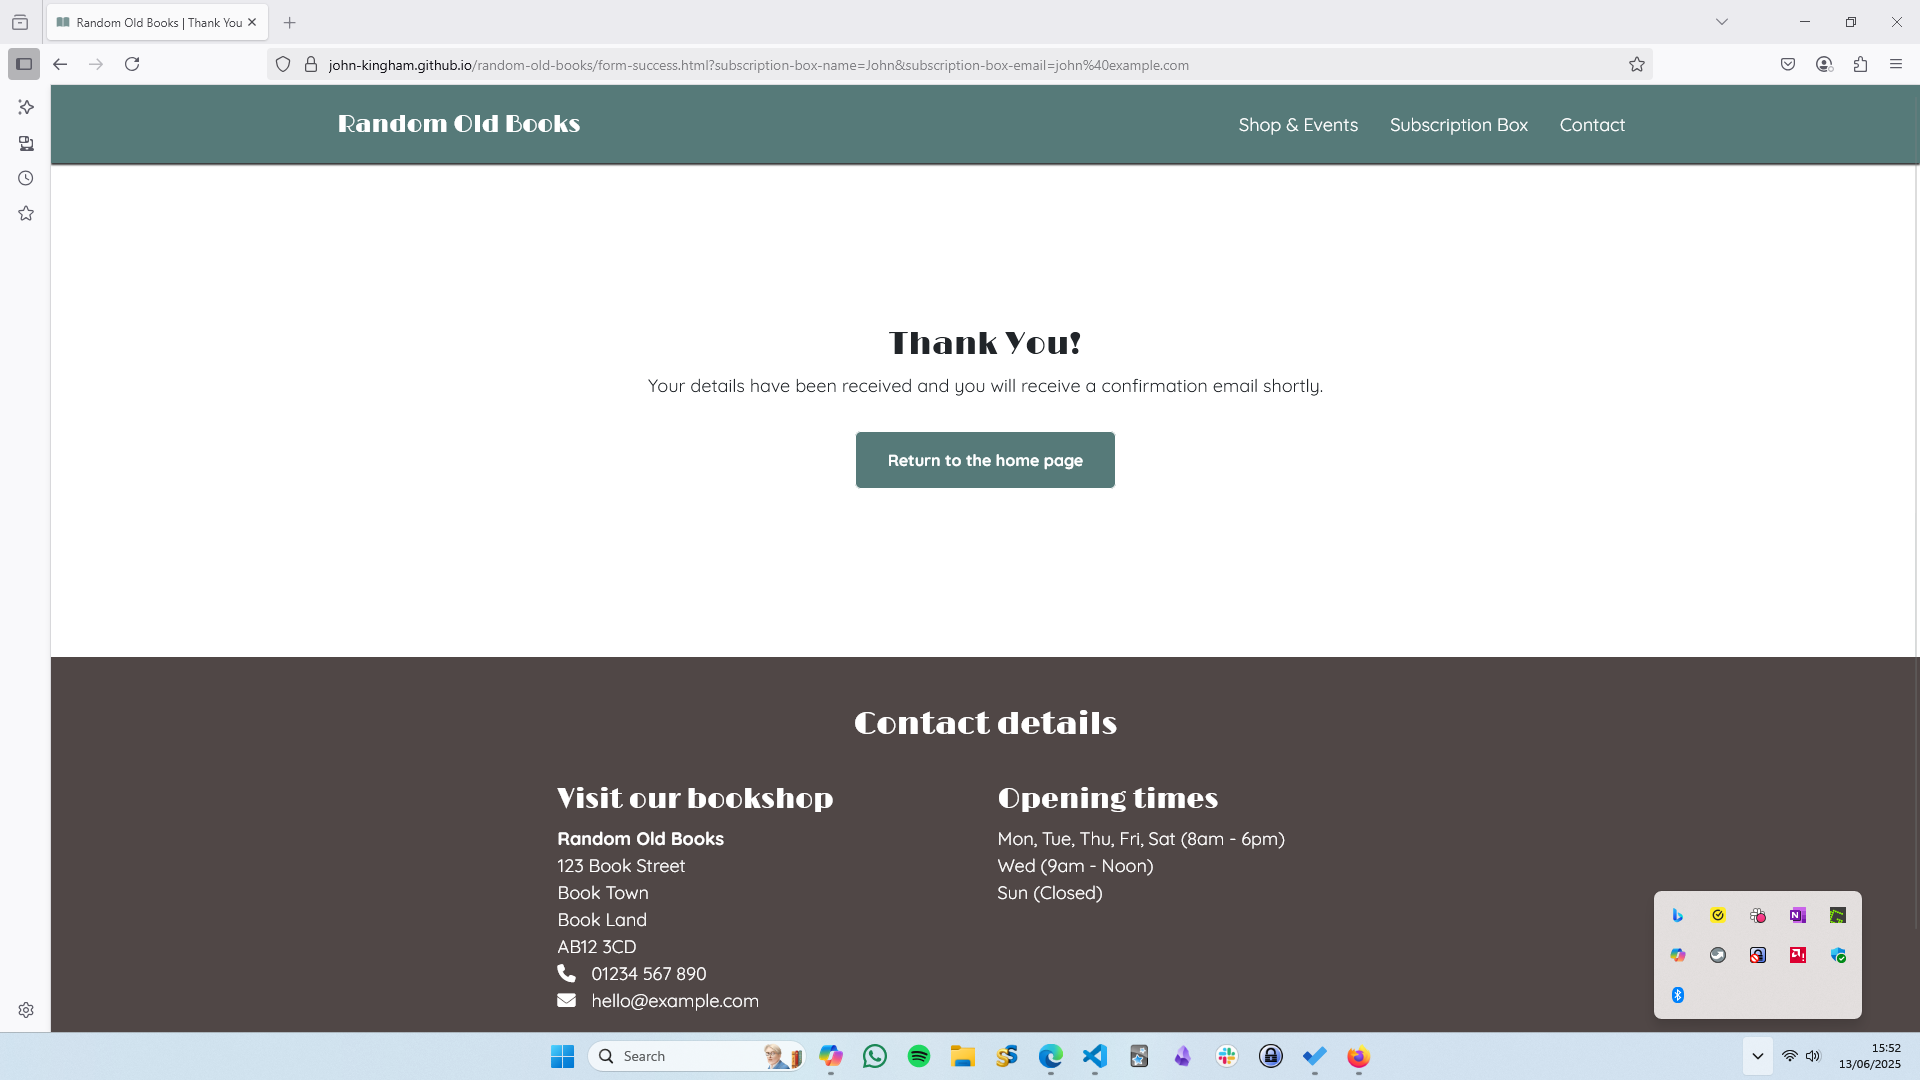 Random Old Books | Thank You
john-kingham.github.io/random-old-books/form-success.html?subscription-box-name=John&subscription-box-email=john%40example.com
Random Old Books
Shop & Events
Subscription Box
Contact
Thank You!
Your details have been received and you will receive a confirmation email shortly.
Return to the home page
Contact details
Visit our bookshop
Random Old Books
123 Book Street
Book Town
Book Land
AB12 3CD
01234 567 890
hello@example.com
Opening times
Mon, Tue, Thu, Fri, Sat (8am - 6pm)
Wed (9am - Noon)
Sun (Closed)
Search
15:52
13/06/2025